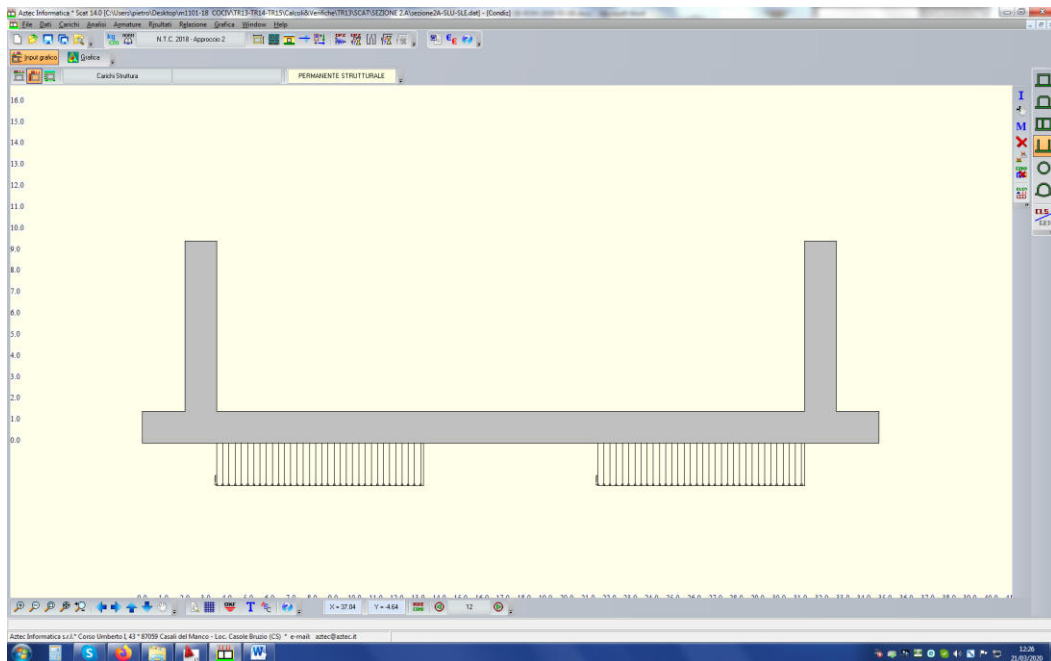 Aztec Informatica * Scat 14.0 [C:\Users\pietro\Desktop\m1101-18_COCIV\TR13-TR14-TR15\Calcoli&Verifiche\TR13\SCAT\SEZIONE 2.A\sezione2A-SLU-SLE.dat] - [Condiz]
File Dati Carichi Analisi Armature Risultati Relazione Grafica Window Help
N.T.C. 2018 - Approccio 2
Input grafico Grafica
Carichi Struttura PERMANENTE STRUTTURALE
16.0
15.0
14.0
13.0
12.0
11.0
10.0
9.0
8.0
7.0
6.0
5.0
4.0
3.0
2.0
1.0
0.0
I
M
X = 37.04 Y = -4.64 12
Aztec Informatica s.r.l.* Corso Umberto I, 43 * 87059 Casali del Manco - Loc. Casole Bruzio (CS) * e-mail: aztec@aztec.it
12:26
21/03/2020